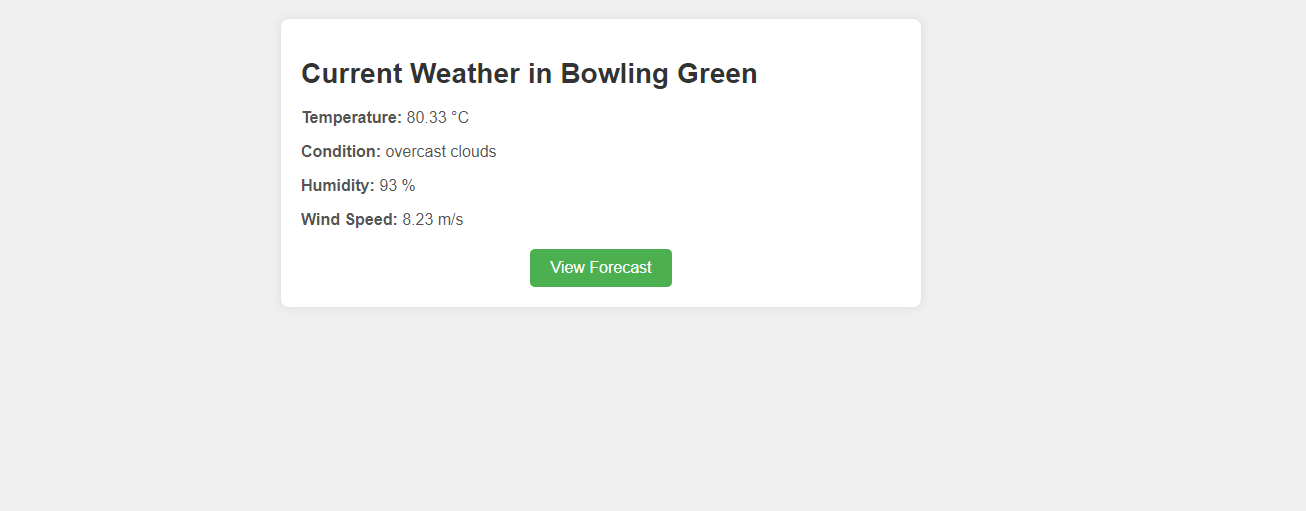 Current Weather in Bowling Green
Temperature: 80.33 °C
Condition: overcast clouds
Humidity: 93 %
Wind Speed: 8.23 m/s
View Forecast